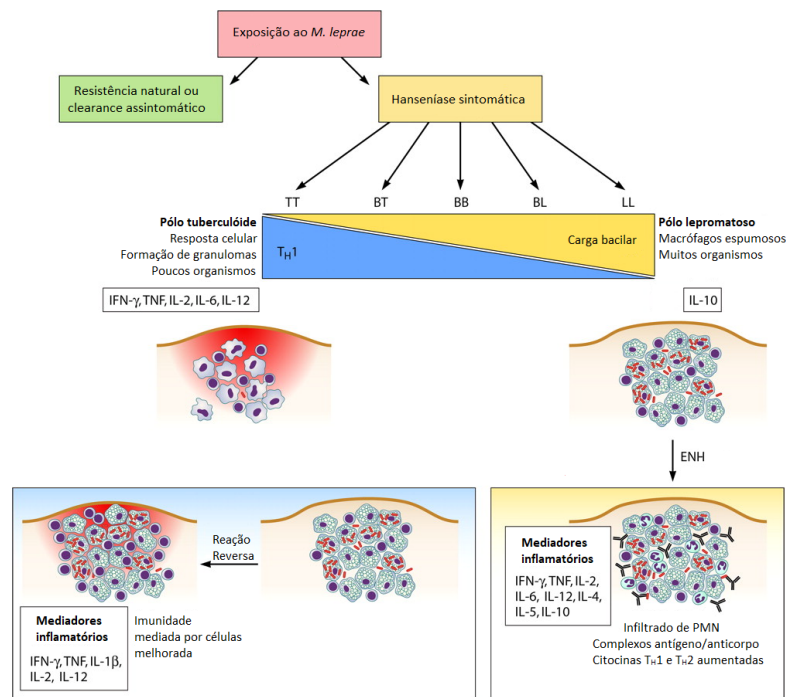 Exposição ao M. leprae
Resistência natural ou
clearance assintomático
Hanseníase sintomática
TT
BT
BB
BL
LL
Pólo tuberculóide
Resposta celular
Formação de granulomas
Poucos organismos
TH1
Carga bacilar
Pólo lepromatoso
Macrófagos espumosos
Muitos organismos
IFN-γ, TNF, IL-2, IL-6, IL-12
IL-10
ENH
Reação
Reversa
Mediadores
inflamatórios
IFN-γ, TNF, IL-1β,
IL-2, IL-12
Imunidade
mediada por células
melhorada
Mediadores
inflamatórios
IFN-γ, TNF, IL-2,
IL-6, IL-12, IL-4,
IL-5, IL-10
Infiltrado de PMN
Complexos antígeno/anticorpo
Citocinas TH1 e TH2 aumentadas